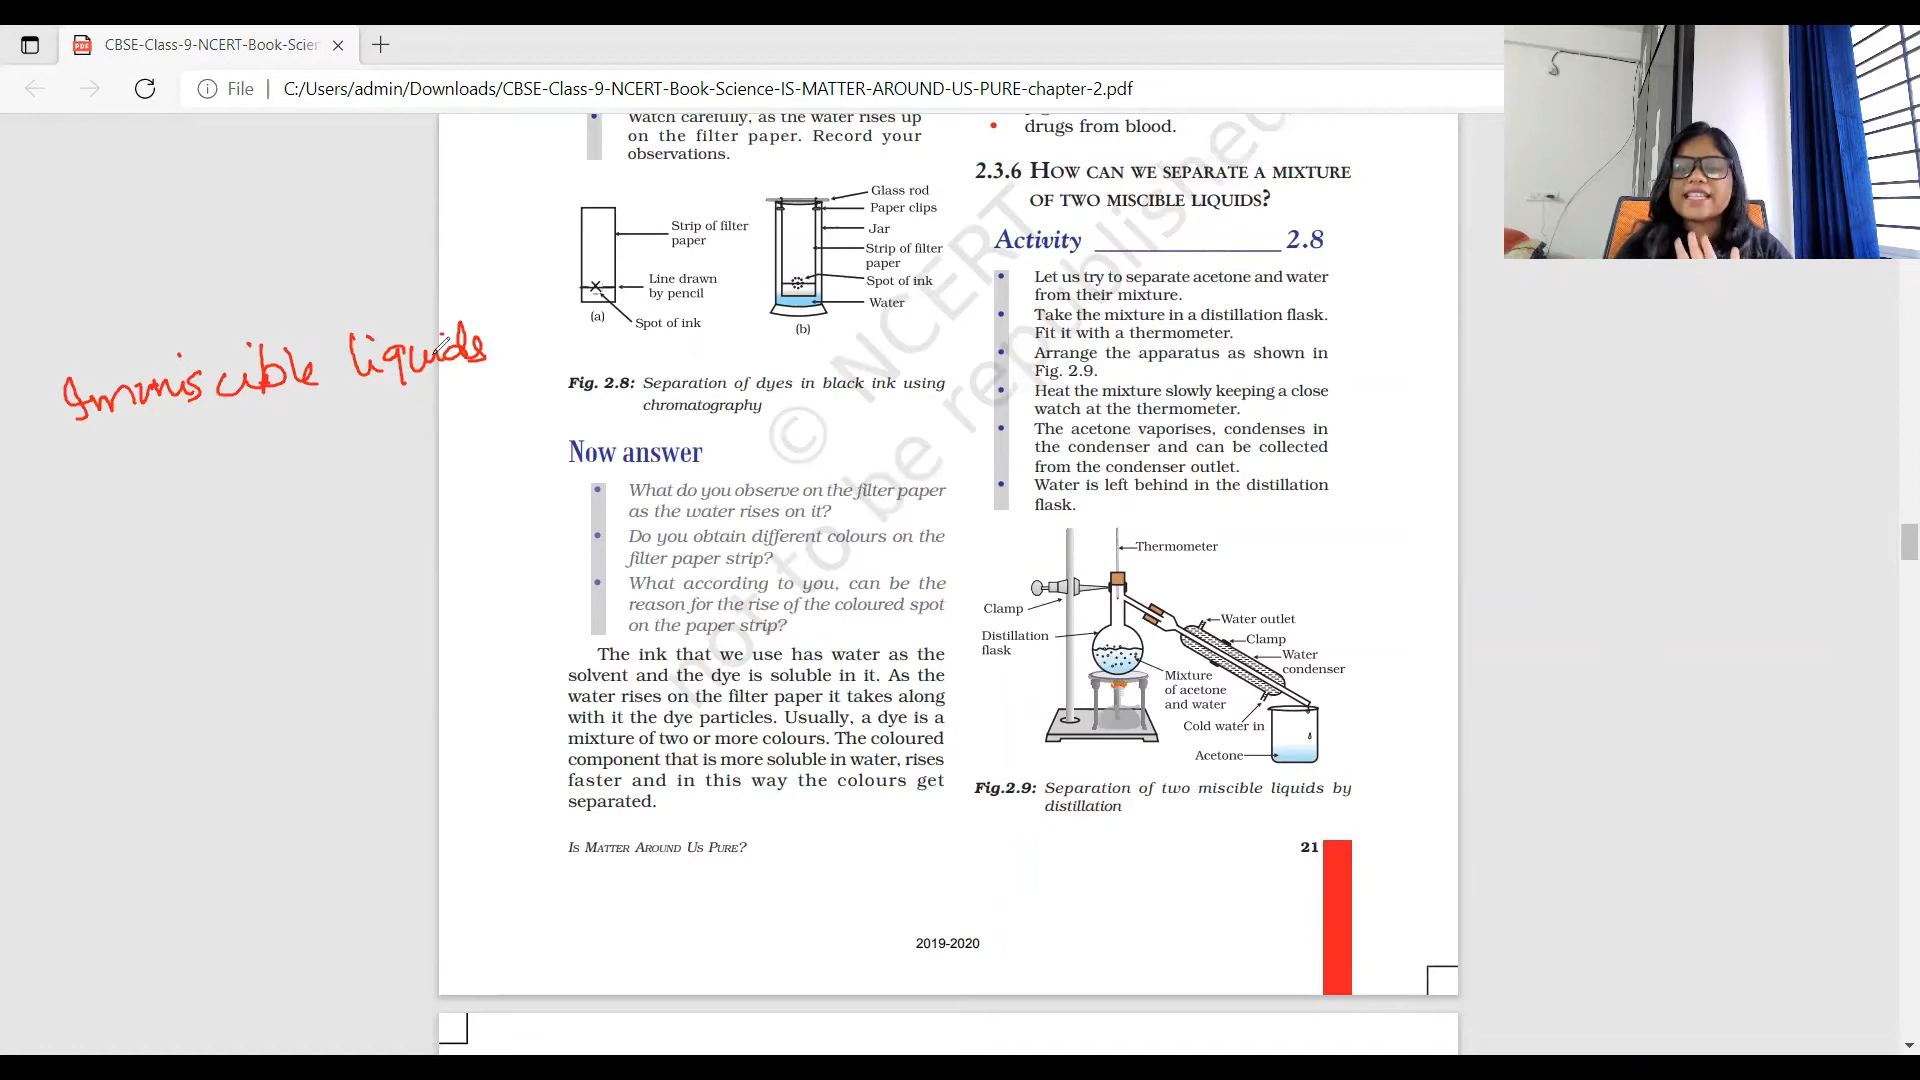 CBSE-Class-9-NCERT-Book-Scien
File
C:/Users/admin/Downloads/CBSE-Class-9-NCERT-Book-Science-IS-MATTER-AROUND-US-PURE-chapter-2.pdf
Immiscible liquids
Watch carefully, as the water rises up
on the filter paper. Record your
observations.
Strip of filter
paper
Line drawn
by pencil
Spot of ink
(a)
Glass rod
Paper clips
Jar
Strip of filter
paper
Spot of ink
Water
(b)
Fig. 2.8: Separation of dyes in black ink using
chromatography
Now answer
• What do you observe on the filter paper
as the water rises on it?
• Do you obtain different colours on the
filter paper strip?
• What according to you, can be the
reason for the rise of the coloured spot
on the paper strip?
The ink that we use has water as the
solvent and the dye is soluble in it. As the
water rises on the filter paper it takes along
with it the dye particles. Usually, a dye is a
mixture of two or more colours. The coloured
component that is more soluble in water, rises
faster and in this way the colours get
separated.
• drugs from blood.
2.3.6 HOW CAN WE SEPARATE A MIXTURE
OF TWO MISCIBLE LIQUIDS?
Activity ______________ 2.8
• Let us try to separate acetone and water
from their mixture.
• Take the mixture in a distillation flask.
Fit it with a thermometer.
• Arrange the apparatus as shown in
Fig. 2.9.
• Heat the mixture slowly keeping a close
watch at the thermometer.
• The acetone vaporises, condenses in
the condenser and can be collected
from the condenser outlet.
• Water is left behind in the distillation
flask.
Thermometer
Clamp
Distillation
flask
Water outlet
Clamp
Water
condenser
Mixture
of acetone
and water
Cold water in
Acetone
Fig.2.9: Separation of two miscible liquids by
distillation
© NCERT
not to be republished
IS MATTER AROUND US PURE?
21
2019-2020